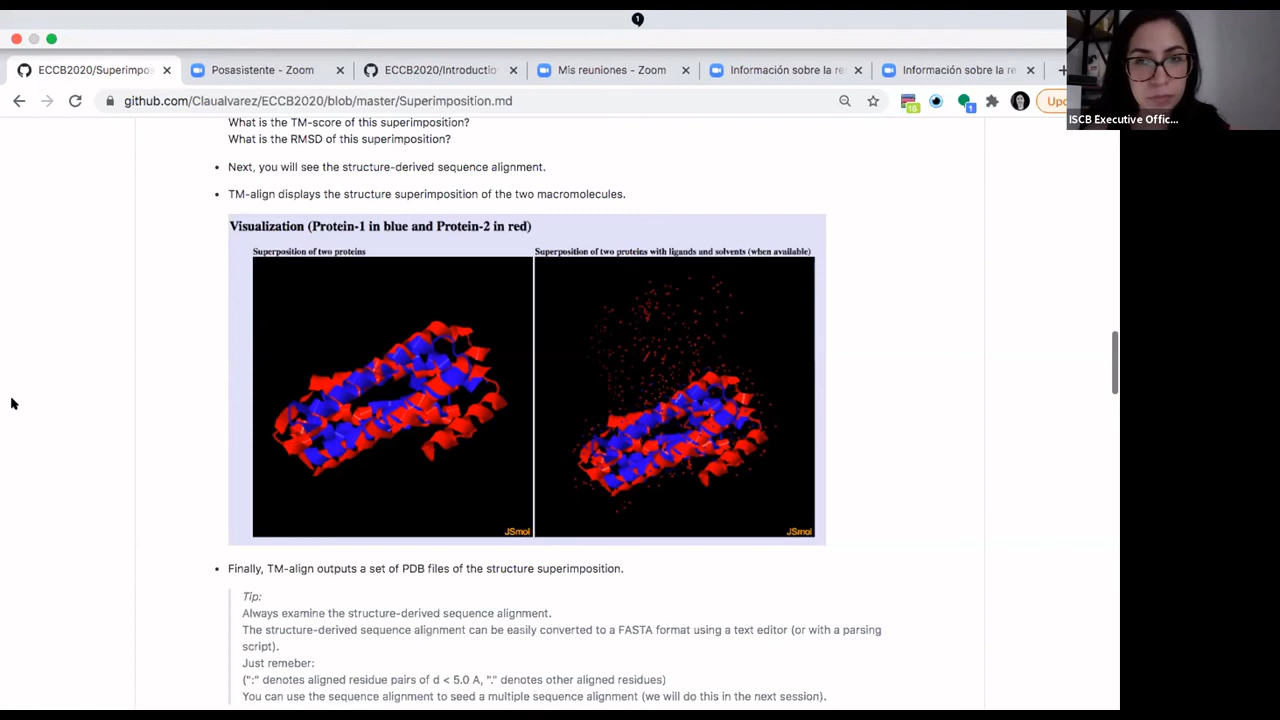 1
ECCB2020/Superimpos
Posasistente - Zoom
ECCB2020/Introductio
Mis reuniones - Zoom
Información sobre la re
Información sobre la re
github.com/Claualvarez/ECCB2020/blob/master/Superimposition.md
16
1
Upd
ISCB Executive Offic...
What is the TM-score of this superimposition?
What is the RMSD of this superimposition?
Next, you will see the structure-derived sequence alignment.
TM-align displays the structure superimposition of the two macromolecules.
Visualization (Protein-1 in blue and Protein-2 in red)
Superposition of two proteins
Superposition of two proteins with ligands and solvents (when available)
JSmol
JSmol
Finally, TM-align outputs a set of PDB files of the structure superimposition.
Tip:
Always examine the structure-derived sequence alignment.
The structure-derived sequence alignment can be easily converted to a FASTA format using a text editor (or with a parsing
script).
Just remeber:
(":" denotes aligned residue pairs of d < 5.0 A, "." denotes other aligned residues)
You can use the sequence alignment to seed a multiple sequence alignment (we will do this in the next session).